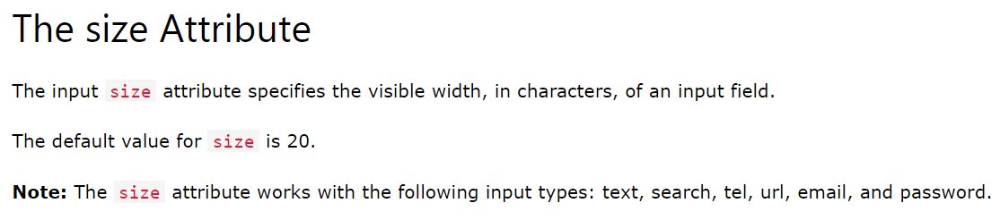 The size Attribute
The input size attribute specifies the visible width, in characters, of an input field.
The default value for size is 20.
Note: The size attribute works with the following input types: text, search, tel, url, email, and password.